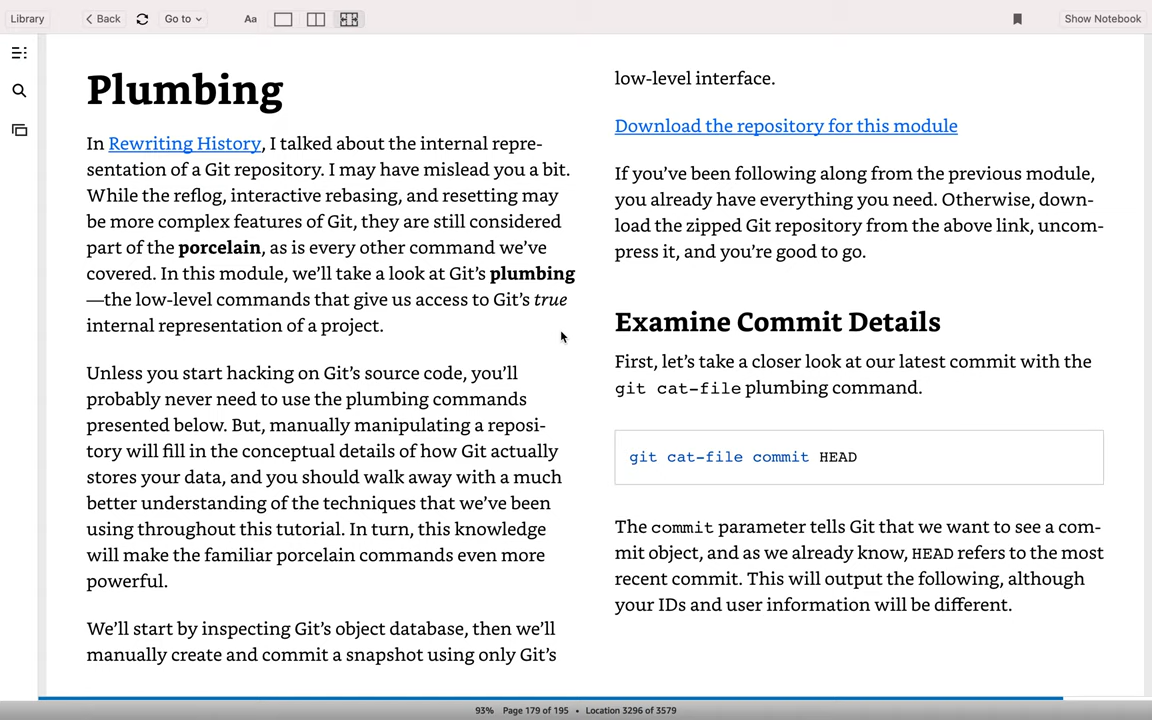 Library
Back
Go to
Aa
Show Notebook
Plumbing
In Rewriting History, I talked about the internal repre-
sentation of a Git repository. I may have mislead you a bit.
While the reflog, interactive rebasing, and resetting may
be more complex features of Git, they are still considered
part of the porcelain, as is every other command we’ve
covered. In this module, we’ll take a look at Git’s plumbing
—the low-level commands that give us access to Git’s true
internal representation of a project.
Unless you start hacking on Git’s source code, you’ll
probably never need to use the plumbing commands
presented below. But, manually manipulating a reposi-
tory will fill in the conceptual details of how Git actually
stores your data, and you should walk away with a much
better understanding of the techniques that we’ve been
using throughout this tutorial. In turn, this knowledge
will make the familiar porcelain commands even more
powerful.
We’ll start by inspecting Git’s object database, then we’ll
manually create and commit a snapshot using only Git’s
low-level interface.
Download the repository for this module
If you’ve been following along from the previous module,
you already have everything you need. Otherwise, down-
load the zipped Git repository from the above link, uncom-
press it, and you’re good to go.
Examine Commit Details
First, let’s take a closer look at our latest commit with the
git cat-file plumbing command.
git cat-file commit HEAD
The commit parameter tells Git that we want to see a com-
mit object, and as we already know, HEAD refers to the most
recent commit. This will output the following, although
your IDs and user information will be different.
93% Page 179 of 195 • Location 3296 of 3579